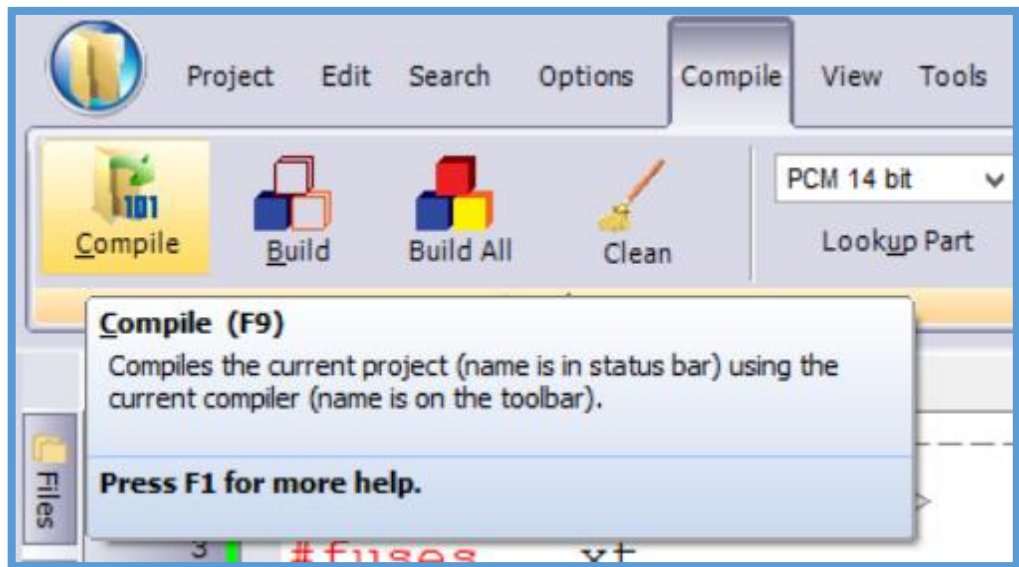 Project Edit Search Options Compile View Tools
101
PCM 14 bit
Compile Build Build All Clean Lookup Part
Compile (F9)
Compiles the current project (name is in status bar) using the
current compiler (name is on the toolbar).
Files
Press F1 for more help.
3 #fuses xt